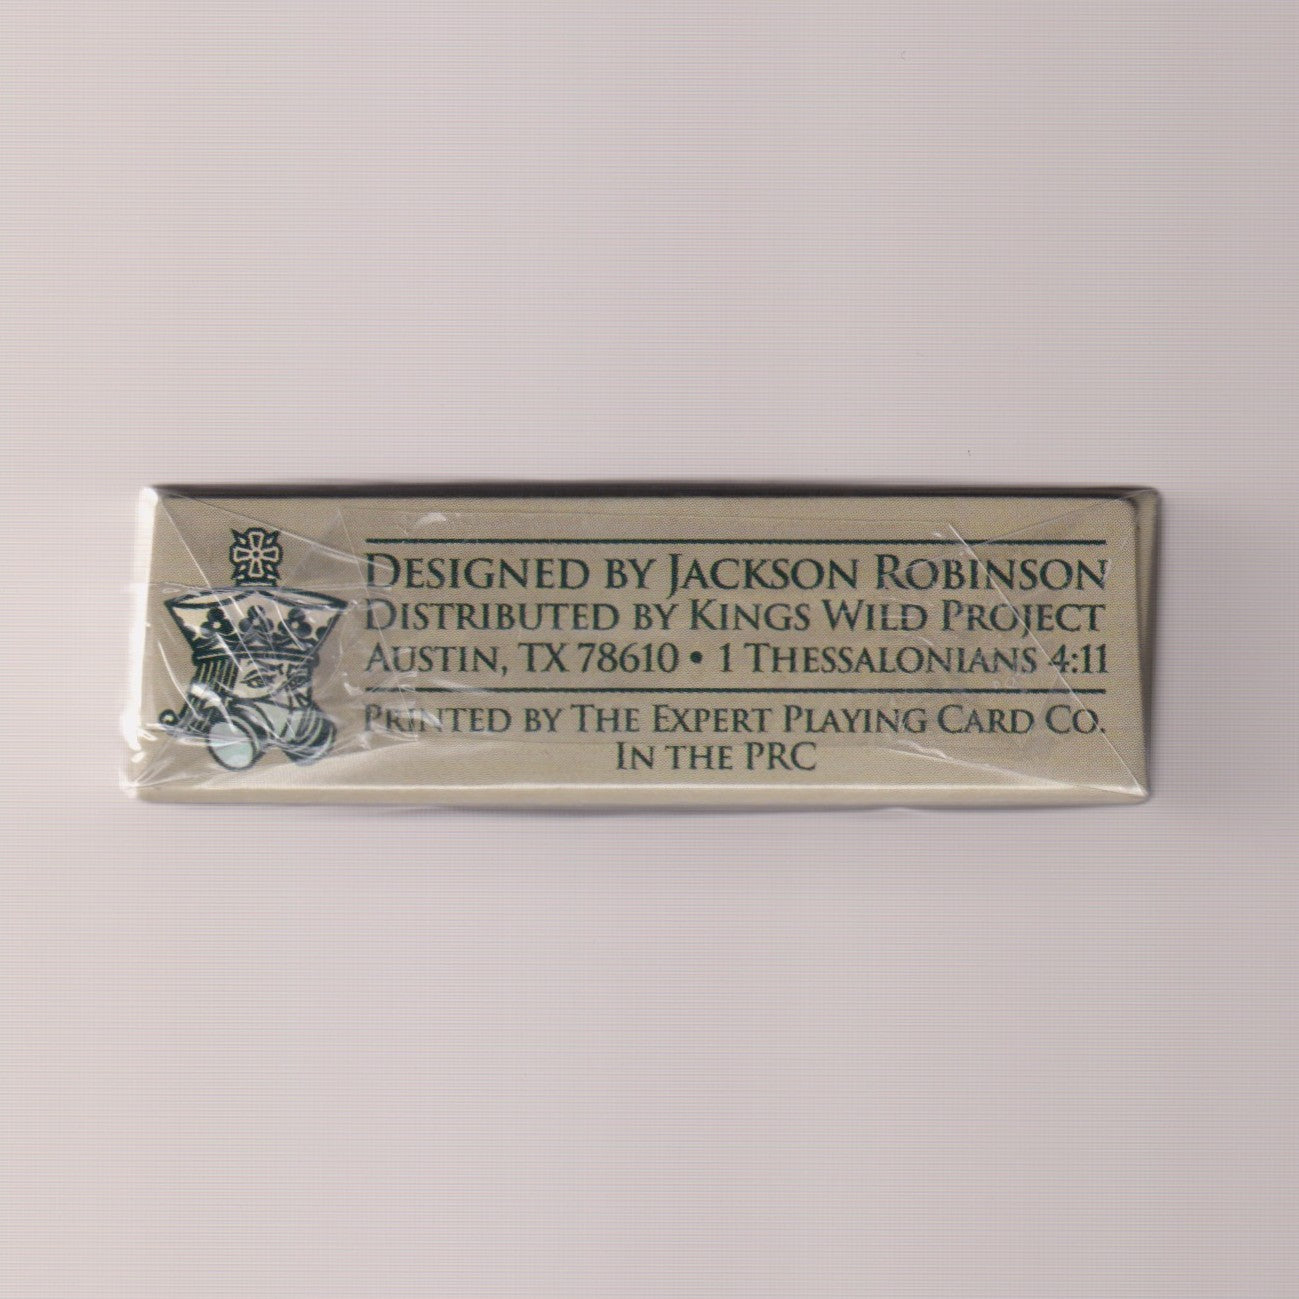 Designed by Jackson Robinson
Distributed by Kings Wild Project
Austin, TX 78610 • 1 Thessalonians 4:11
Printed by The Expert Playing Card Co.
In the PRC